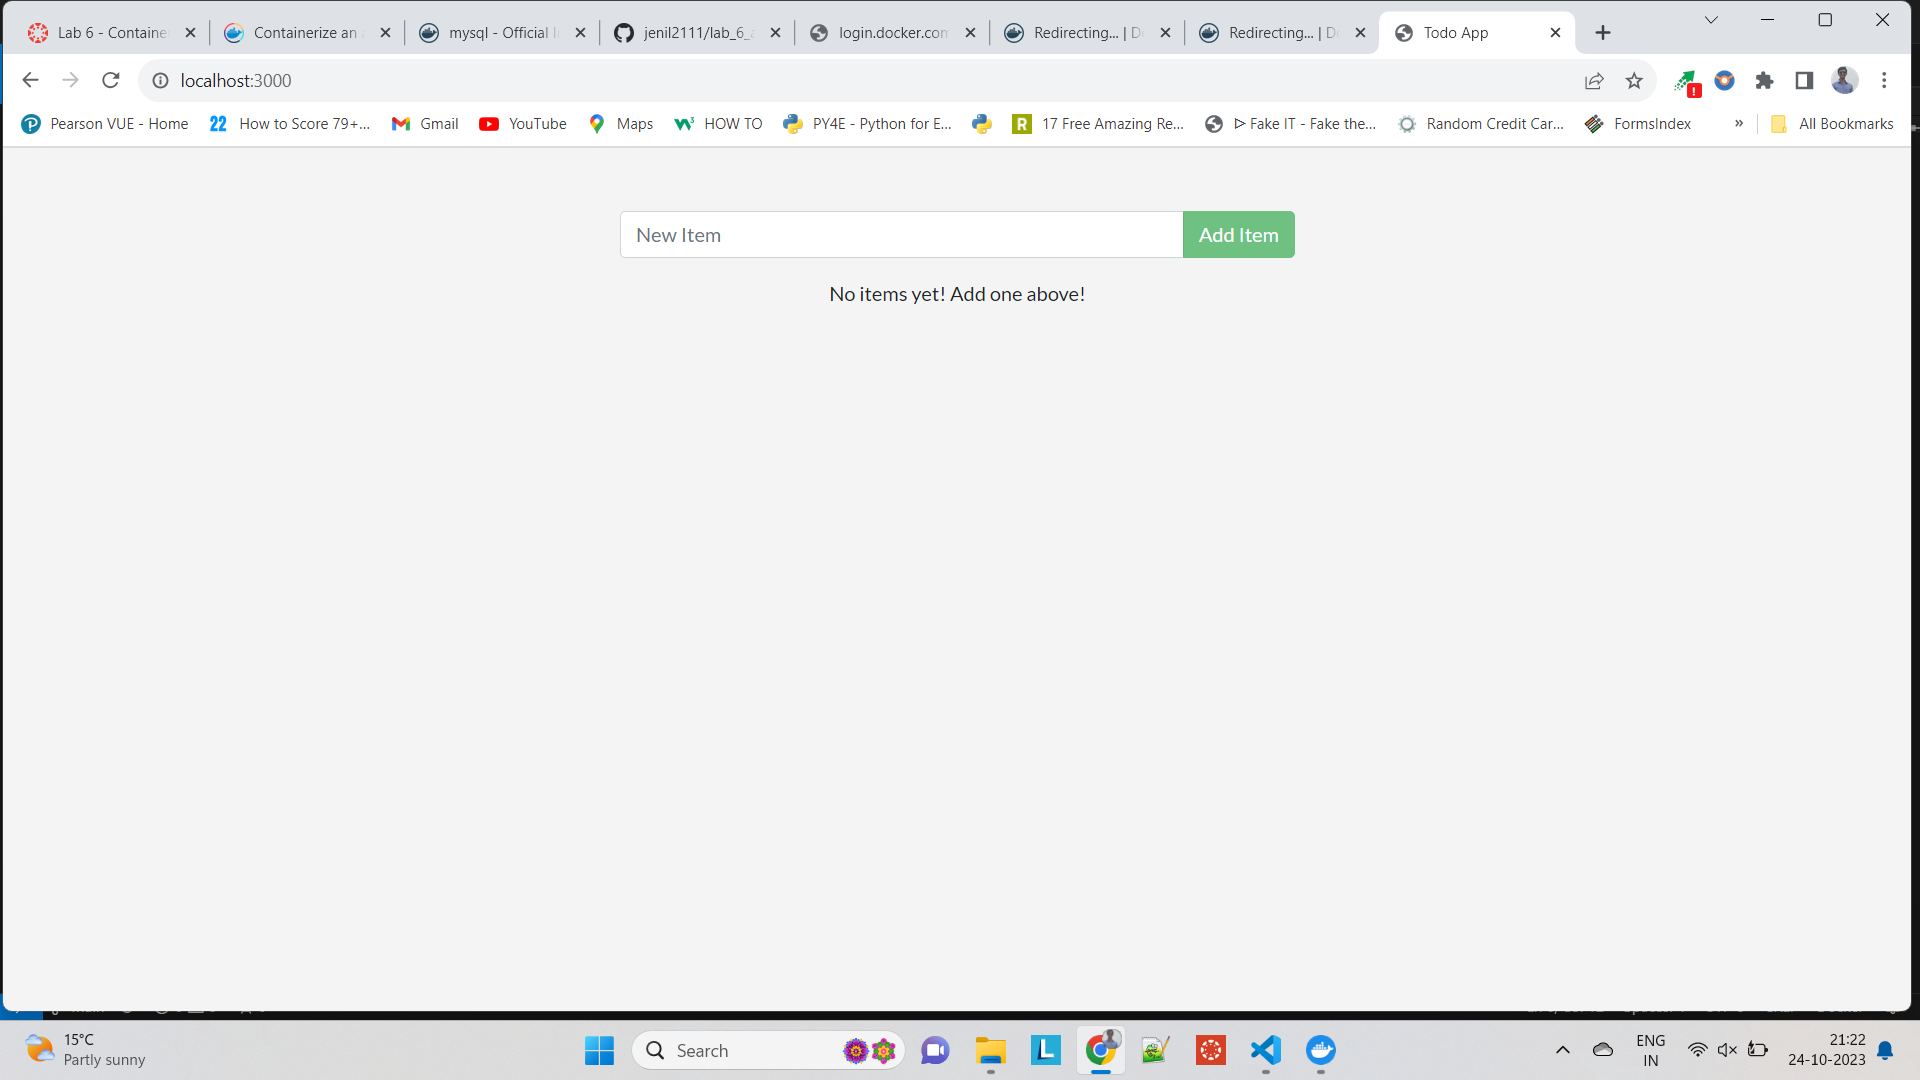 Lab 6 - Containe
Containerize an a
mysql - Official I
jenil2111/lab_6_a
login.docker.com
Redirecting... | D
Redirecting... | D
Todo App
localhost:3000
Pearson VUE - Home
22 How to Score 79+...
Gmail
YouTube
Maps
HOW TO
PY4E - Python for E...
R 17 Free Amazing Re...
ᐅ Fake IT - Fake the...
Random Credit Car...
FormsIndex
»
All Bookmarks
New Item
Add Item
No items yet! Add one above!
15°C
Partly sunny
Search
L
ENG
IN
21:22
24-10-2023